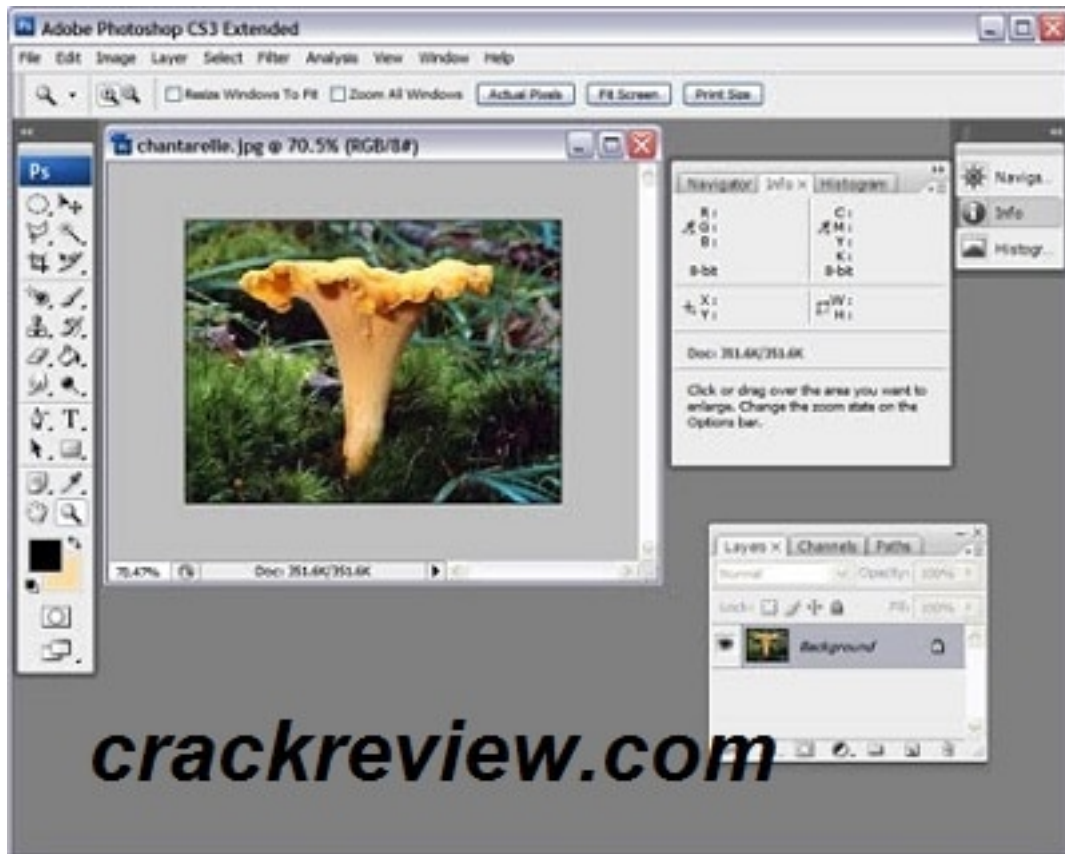 Adobe Photoshop CS3 Extended
File Edit Image Layer Select Filter Analysis View Window Help
Resize Windows To Fit Zoom All Windows Actual Pixels Fit Screen Print Size
chantarelle.jpg @ 70.5% (RGB/8#)
Ps
Navigator Info × Histogram
R: C:
G: M:
B: Y:
K:
8-bit 8-bit
X: W:
Y: H:
Doc: 351.6K/351.6K
Click or drag over the area you want to
enlarge. Change the zoom state on the
Options bar.
Naviga...
Info
Histogr...
T
70.47% Doc: 351.6K/351.6K
Layers × Channels Paths
Normal Opacity: 100%
Lock: Fill: 100%
Background
crackreview.com